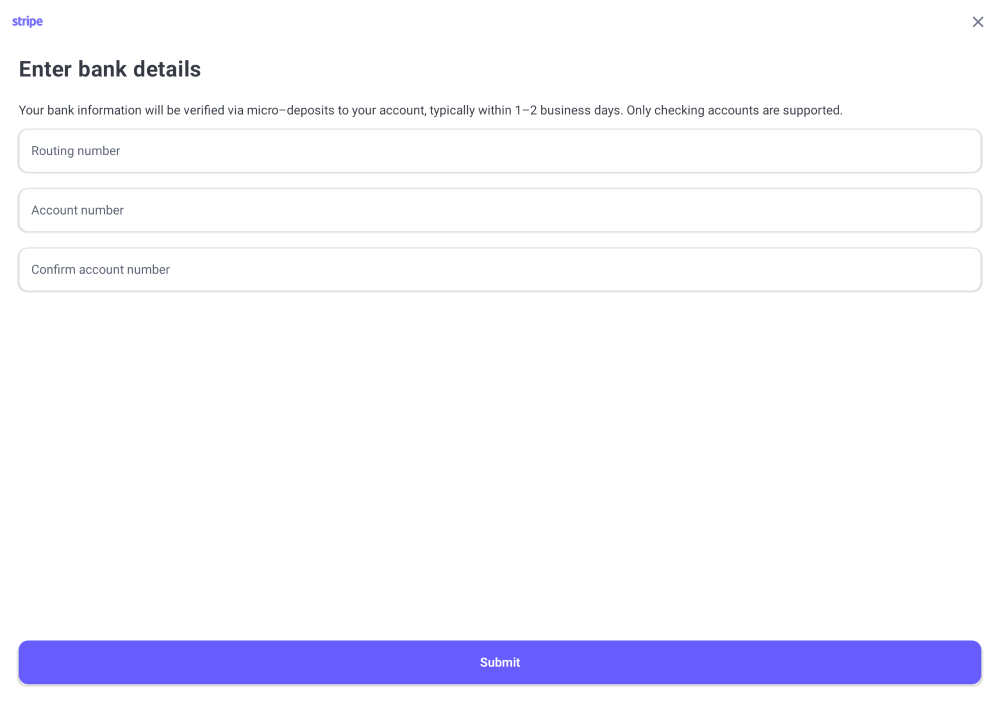 stripe
Enter bank details
Your bank information will be verified via micro–deposits to your account, typically within 1–2 business days. Only checking accounts are supported.
Routing number
Account number
Confirm account number
Submit